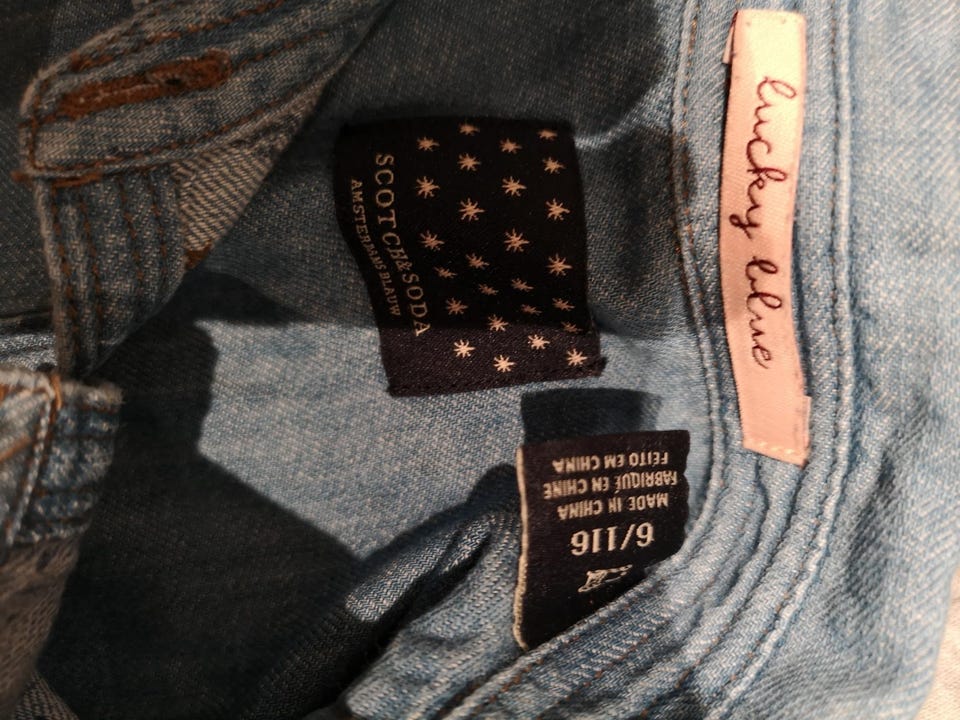 SCOTCH&SODA
AMSTERDAMS BLAUW
lucky blue
6/116
MADE IN CHINA
FABRIQUÉ EN CHINE
FEITO EM CHINA